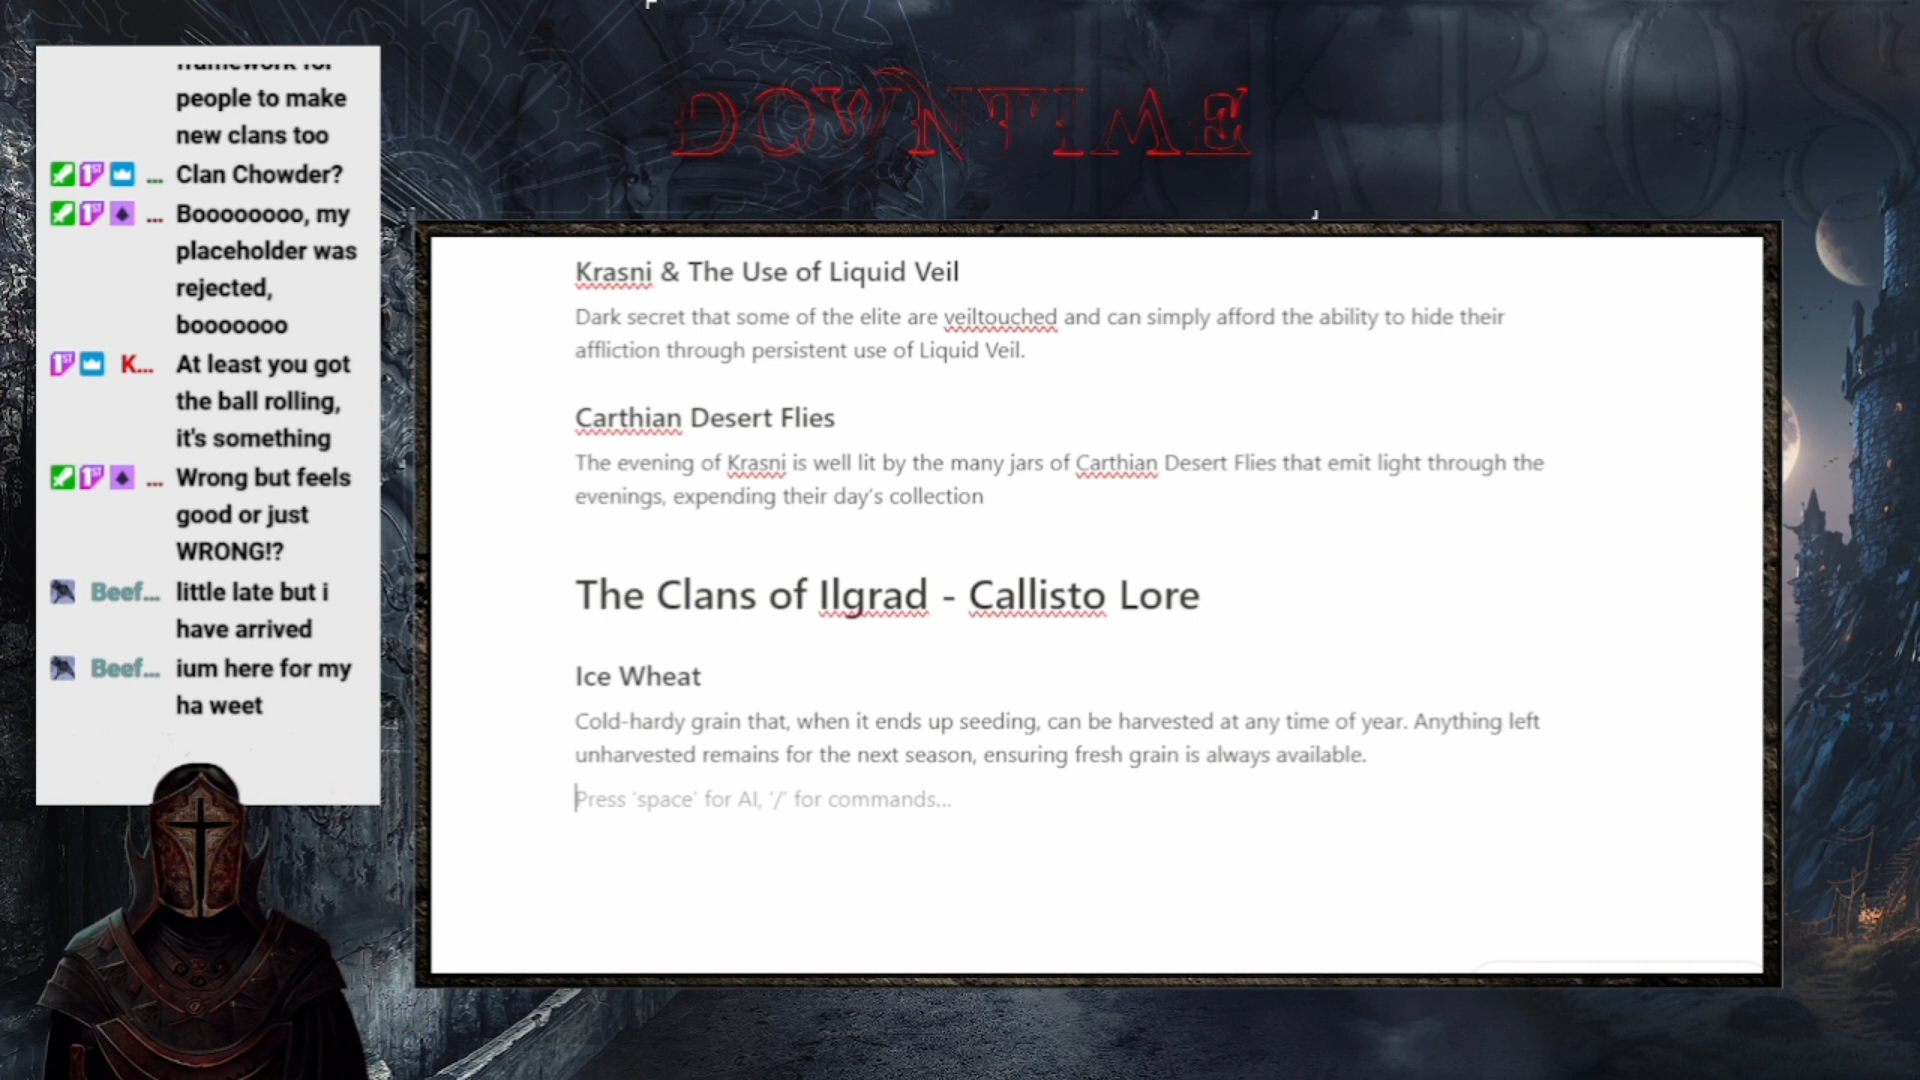 framework for
people to make
new clans too
... Clan Chowder?
... Boooooooo, my
placeholder was
rejected,
booooooo
K... At least you got
the ball rolling,
it's something
... Wrong but feels
good or just
WRONG!?
Beef... little late but i
have arrived
Beef... ium here for my
ha weet
DOWNTIME
Krasni & The Use of Liquid Veil
Dark secret that some of the elite are veiltouched and can simply afford the ability to hide their
affliction through persistent use of Liquid Veil.
Carthian Desert Flies
The evening of Krasni is well lit by the many jars of Carthian Desert Flies that emit light through the
evenings, expending their day's collection
The Clans of Ilgrad - Callisto Lore
Ice Wheat
Cold-hardy grain that, when it ends up seeding, can be harvested at any time of year. Anything left
unharvested remains for the next season, ensuring fresh grain is always available.
Press 'space' for AI, '/' for commands...